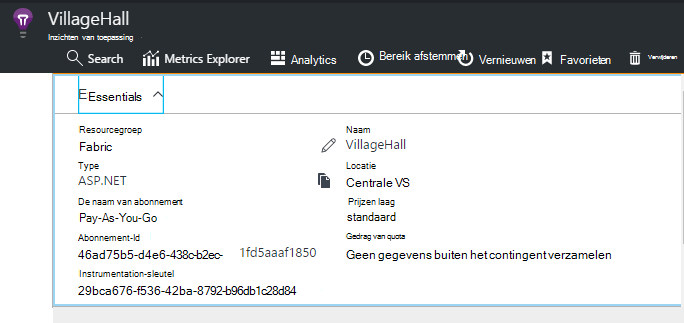 VillageHall
Inzichten van toepassing
Search Metrics Explorer Analytics Bereik afstemmen Vernieuwen Favorieten Verwijderen
EEssentials
Resourcegroep Naam
Fabric VillageHall
Type Locatie
ASP.NET Centrale VS
De naam van abonnement Prijzen laag
Pay-As-You-Go standaard
Abonnement-Id Gedrag van quota
46ad75b5-d4e6-438c-b2ec- 1fd5aaaf1850 Geen gegevens buiten het contingent verzamelen
Instrumentation-sleutel
29bca676-f536-42ba-8792-b96db1c28d84